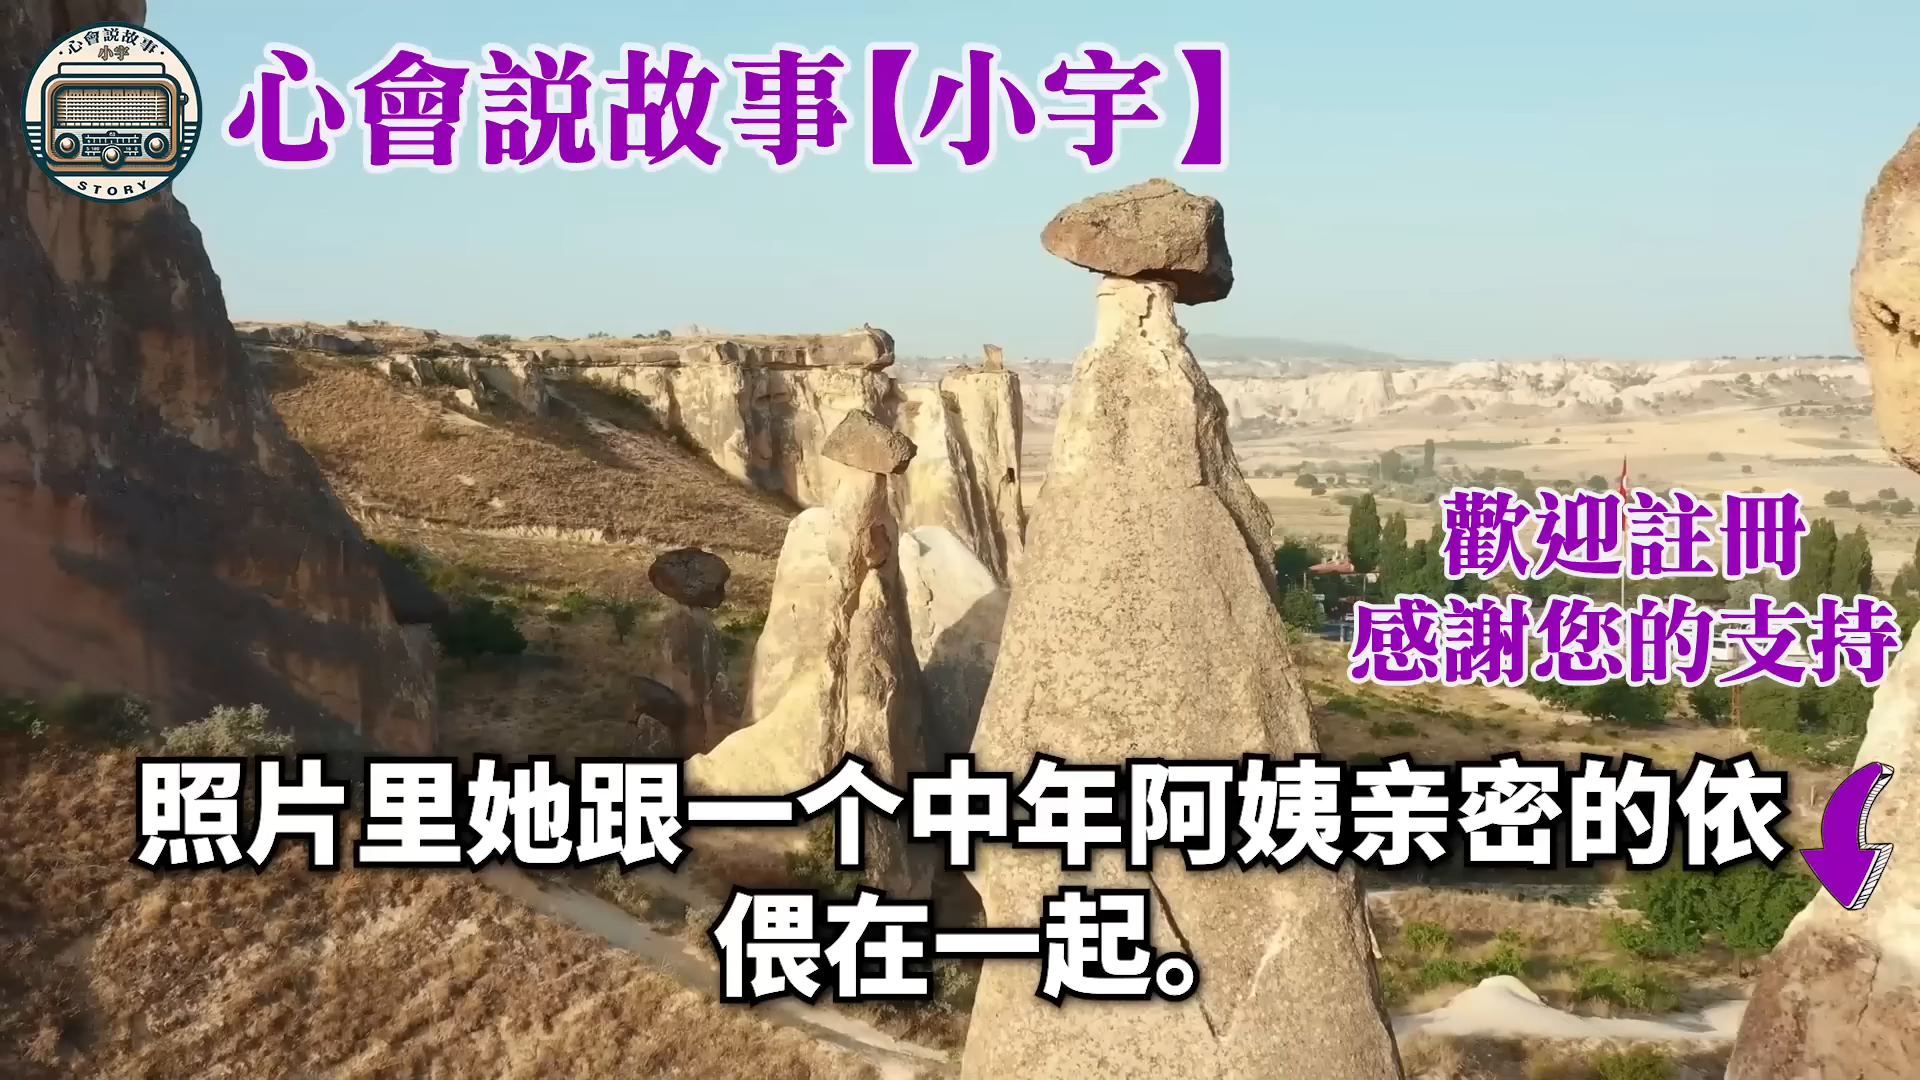 心會説故事
小宇
STORY
心會説故事【小宇】
歡迎註冊
感謝您的支持
照片里她跟一个中年阿姨亲密的依
偎在一起。